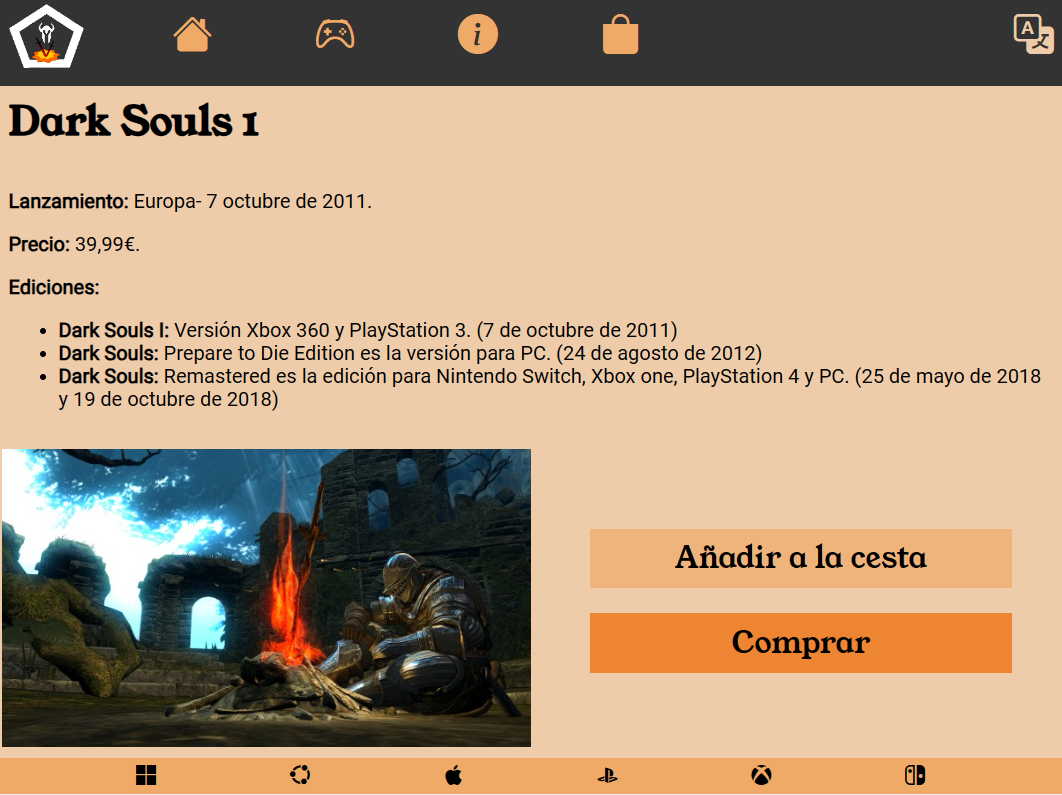 Dark Souls 1
Lanzamiento: Europa- 7 octubre de 2011.
Precio: 39,99€.
Ediciones:
• Dark Souls I: Versión Xbox 360 y PlayStation 3. (7 de octubre de 2011)
• Dark Souls: Prepare to Die Edition es la versión para PC. (24 de agosto de 2012)
• Dark Souls: Remastered es la edición para Nintendo Switch, Xbox one, PlayStation 4 y PC. (25 de mayo de 2018
y 19 de octubre de 2018)
Añadir a la cesta
Comprar